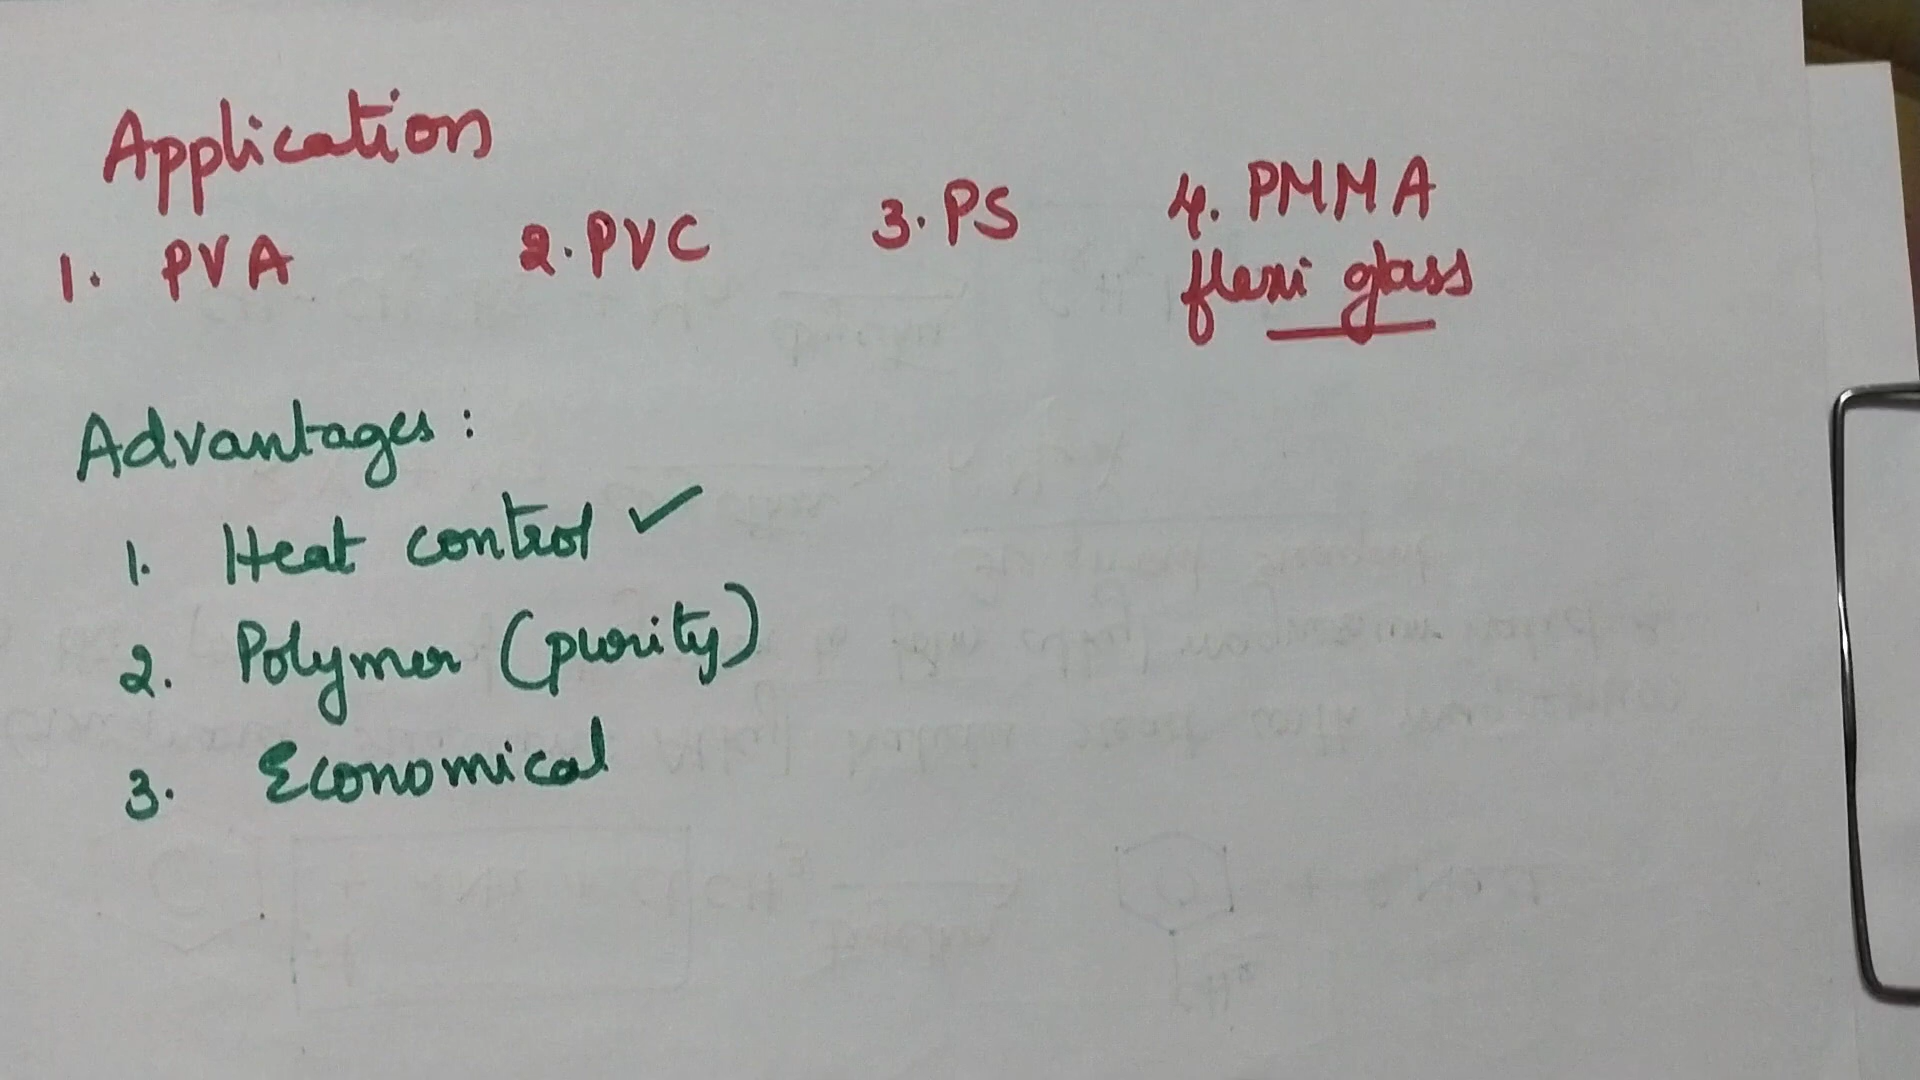 Application
1. PVA 2. PVC 3. PS 4. PMMA
flexi glass
Advantages:
1. Heat control ✓
2. Polymer (purity)
3. Economical